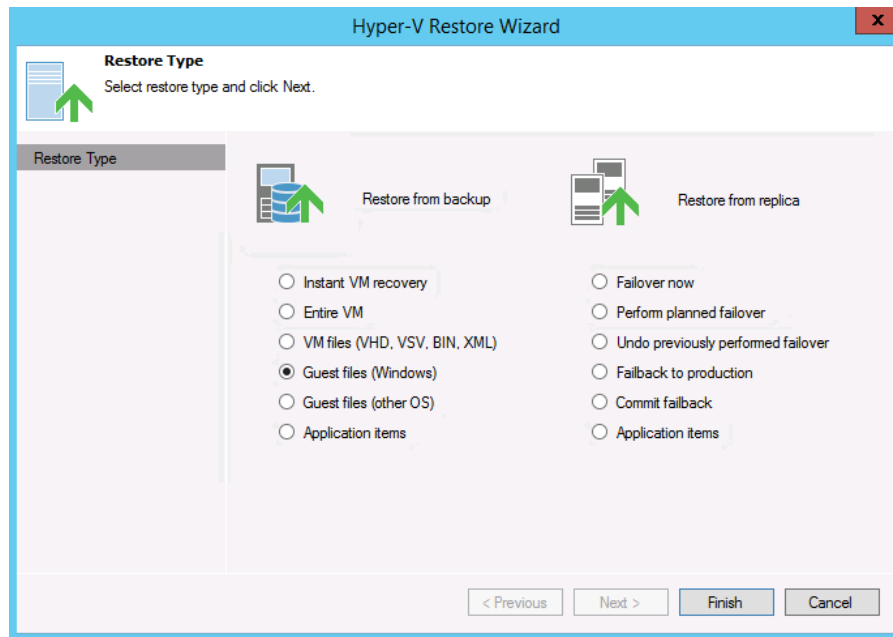 Hyper-V Restore Wizard
x
Restore Type
Select restore type and click Next.
Restore Type
Restore from backup
Restore from replica
Instant VM recovery
Failover now
Entire VM
Perform planned failover
VM files (VHD, VSV, BIN, XML)
Undo previously performed failover
Guest files (Windows)
Failback to production
Guest files (other OS)
Commit failback
Application items
Application items
< Previous
Next >
Finish
Cancel